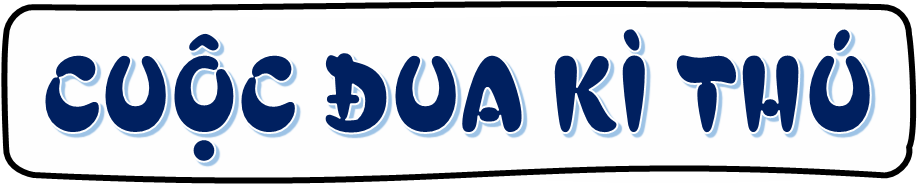 CUỘC ĐUA KÌ THÚ